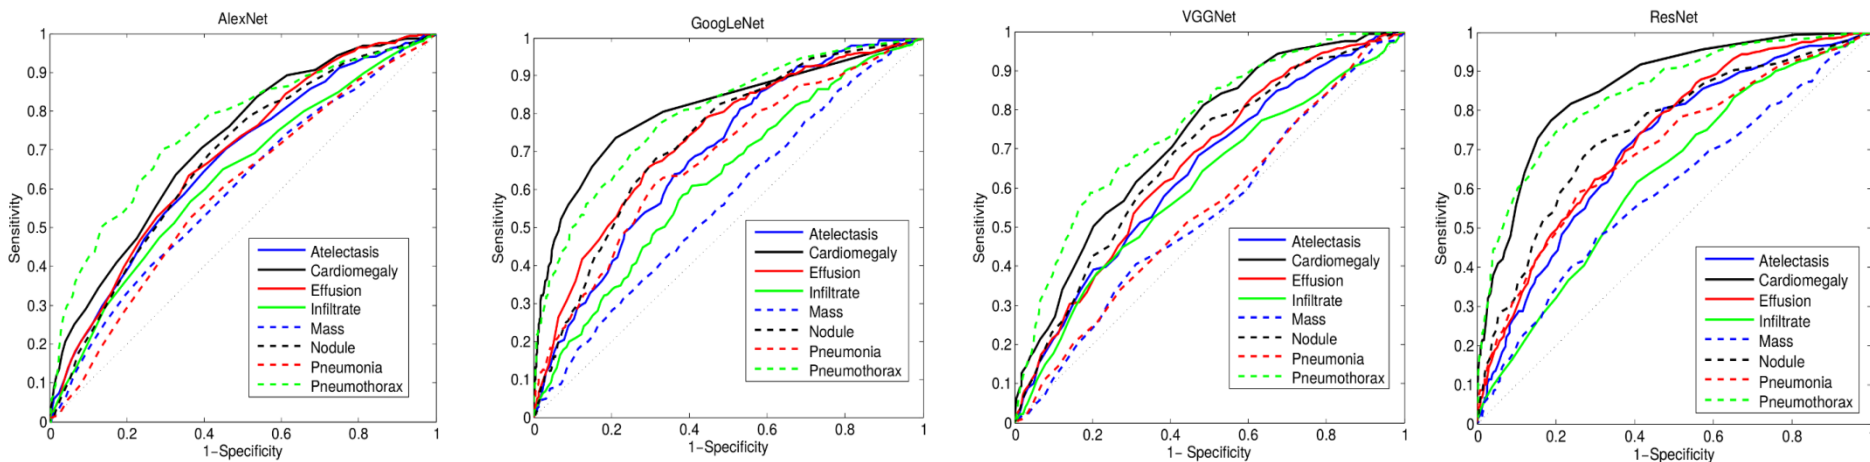 AlexNet
1
0.9
0.8
0.7
0.6
0.5
0.4
0.3
0.2
0.1
0
Sensitivity
0 0.2 0.4 0.6 0.8 1
1- Specificity
Atelectasis
Cardiomegaly
Effusion
Infiltrate
Mass
Nodule
Pneumonia
Pneumothorax
GoogLeNet
1
0.9
0.8
0.7
0.6
0.5
0.4
0.3
0.2
0.1
0
Sensitivity
0 0.2 0.4 0.6 0.8 1
1-Specificity
Atelectasis
Cardiomegaly
Effusion
Infiltrate
Mass
Nodule
Pneumonia
Pneumothorax
VGGNet
1
0.9
0.8
0.7
0.6
0.5
0.4
0.3
0.2
0.1
0
Sensitivity
0 0.2 0.4 0.6 0.8 1
1- Specificity
Atelectasis
Cardiomegaly
Effusion
Infiltrate
Mass
Nodule
Pneumonia
Pneumothorax
ResNet
1
0.9
0.8
0.7
0.6
0.5
0.4
0.3
0.2
0.1
0
Sensitivity
0 0.2 0.4 0.6 0.8
1-Specificity
Atelectasis
Cardiomegaly
Effusion
Infiltrate
Mass
Nodule
Pneumonia
Pneumothorax